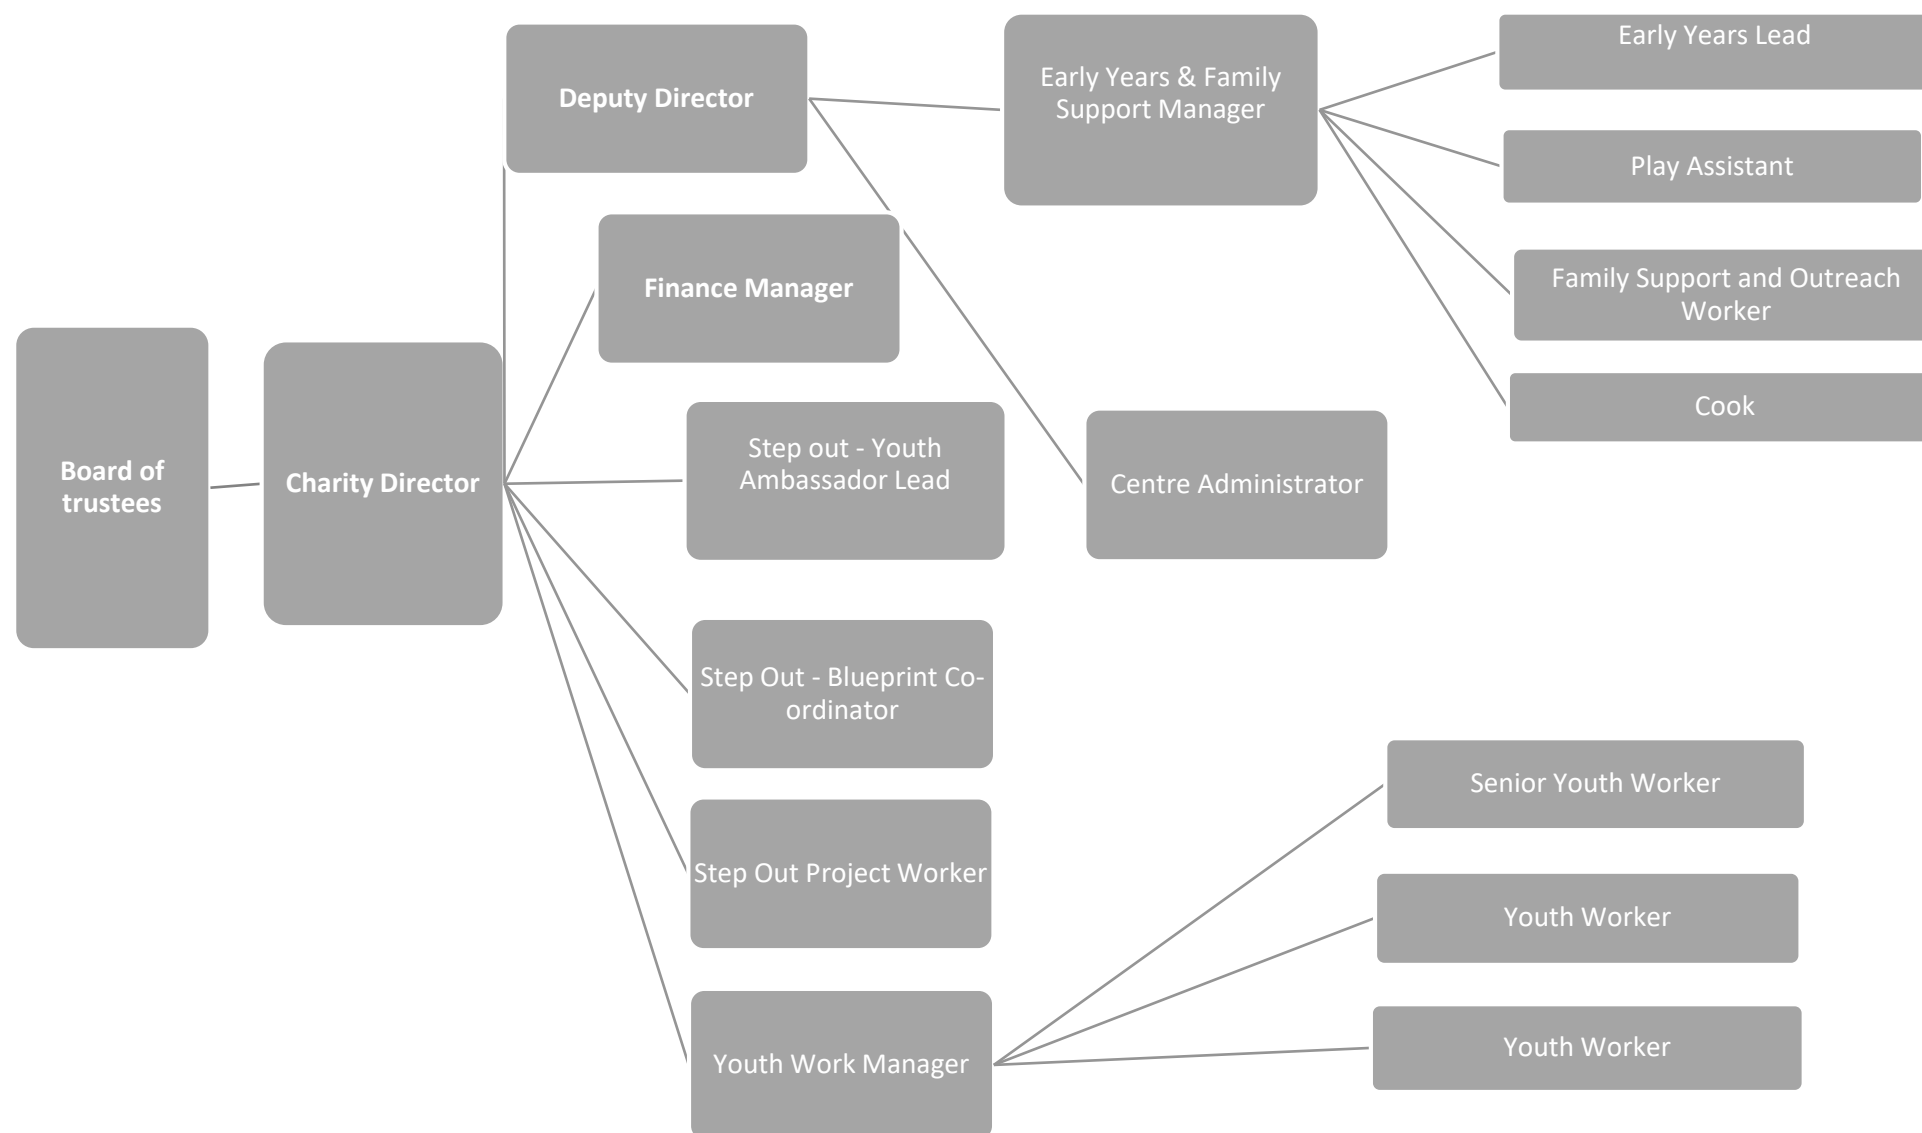 Board of
trustees
Charity Director
Deputy Director
Finance Manager
Step out - Youth
Ambassador Lead
Step Out - Blueprint Co-
ordinator
Step Out Project Worker
Youth Work Manager
Early Years & Family
Support Manager
Centre Administrator
Early Years Lead
Play Assistant
Family Support and Outreach
Worker
Cook
Senior Youth Worker
Youth Worker
Youth Worker